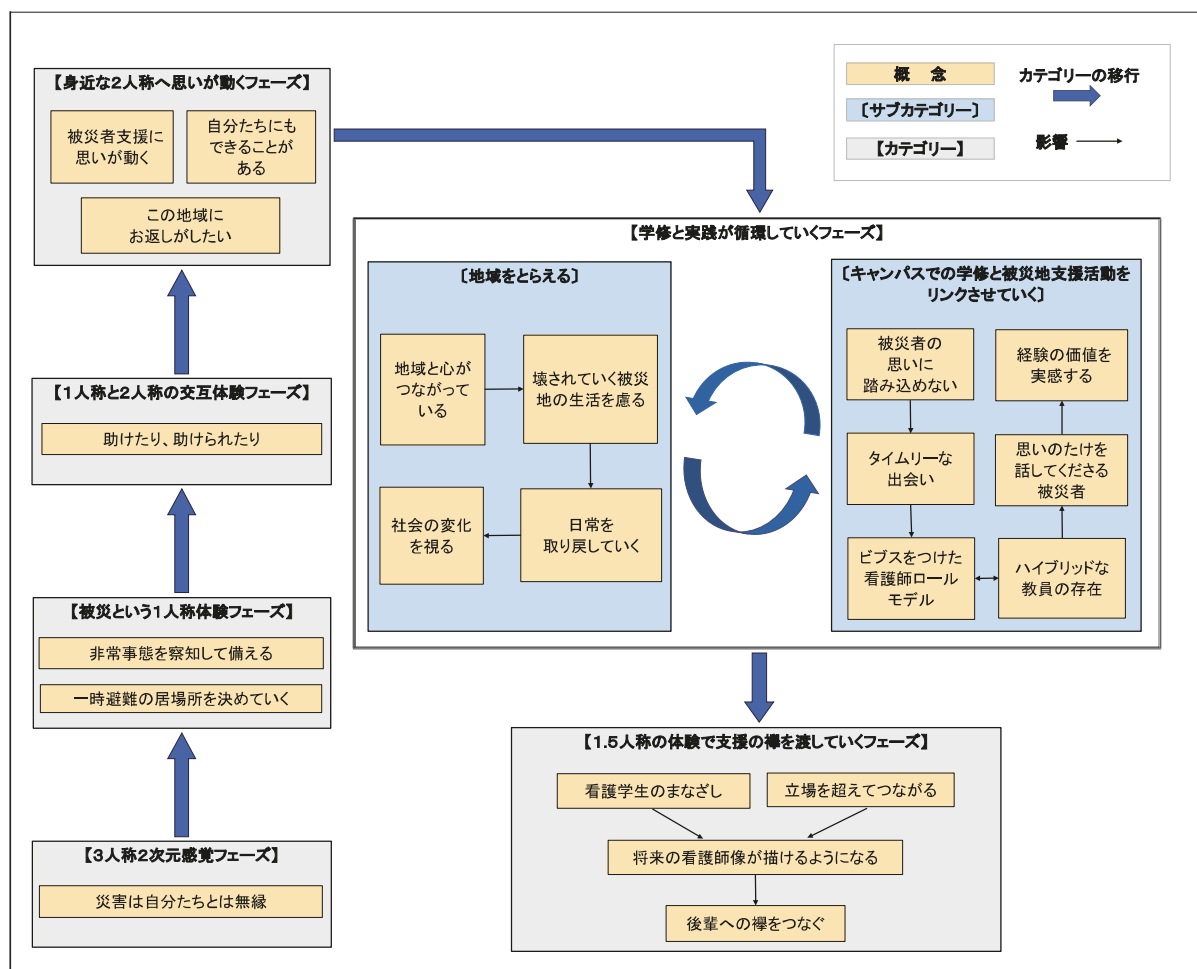 【身近な2人称へ思いが動くフェーズ】
被災者支援に
思いが動く
自分たちにも
できることが
ある
この地域に
お返しがしたい
概　念
〔サブカテゴリー〕
【カテゴリー】
カテゴリーの移行
影響
【1人称と2人称の交互体験フェーズ】
助けたり、助けられたり
【被災という1人称体験フェーズ】
非常事態を察知して備える
一時避難の居場所を決めていく
【3人称2次元感覚フェーズ】
災害は自分たちとは無縁
【学修と実践が循環していくフェーズ】
〔地域をとらえる〕
地域と心が
つながって
いる
壊されていく被災
地の生活を慮る
社会の変化
を視る
日常を
取り戻していく
〔キャンパスでの学修と被災地支援活動を
リンクさせていく〕
被災者の
思いに
踏み込めない
経験の価値を
実感する
タイムリーな
出会い
思いのたけを
話してくださる
被災者
ビブスをつけた
看護師ロール
モデル
ハイブリッドな
教員の存在
【1.5人称の体験で支援の襷を渡していくフェーズ】
看護学生のまなざし
立場を超えてつながる
将来の看護師像が描けるようになる
後輩への襷をつなぐ